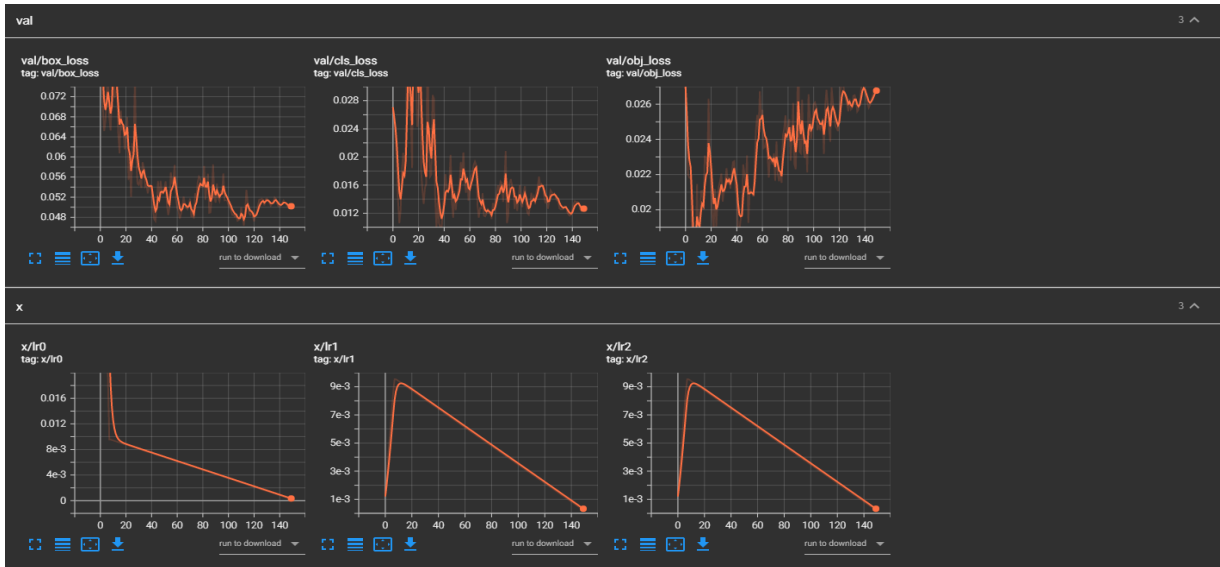 val 3
val/box_loss val/cls_loss val/obj_loss
tag: val/box_loss tag: val/cls_loss tag: val/obj_loss
0.072
0.068
0.064
0.06
0.056
0.052
0.048
0 20 40 60 80 100 120 140
run to download
0.028
0.024
0.02
0.016
0.012
0 20 40 60 80 100 120 140
run to download
0.026
0.024
0.022
0.02
0 20 40 60 80 100 120 140
run to download
x 3
x/lr0 x/lr1 x/lr2
tag: x/lr0 tag: x/lr1 tag: x/lr2
0.016
0.012
8e-3
4e-3
0
0 20 40 60 80 100 120 140
run to download
9e-3
7e-3
5e-3
3e-3
1e-3
0 20 40 60 80 100 120 140
run to download
9e-3
7e-3
5e-3
3e-3
1e-3
0 20 40 60 80 100 120 140
run to download